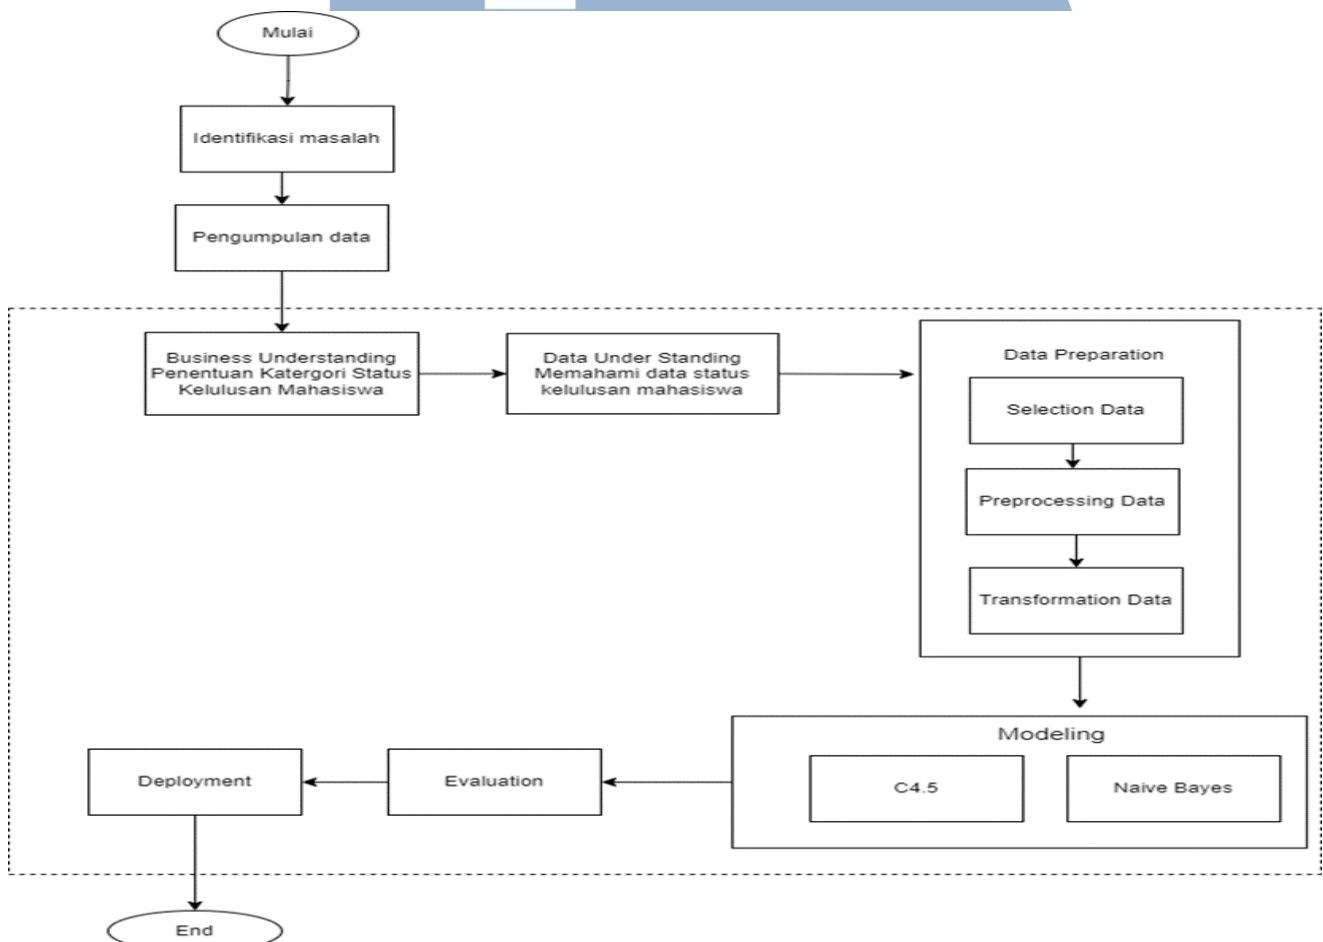 Mulai
Identifikasi masalah
Pengumpulan data
Business Understanding
Penentuan Katergori Status
Kelulusan Mahasiswa
Data Under Standing
Memahami data status
kelulusan mahasiswa
Data Preparation
Selection Data
Preprocessing Data
Transformation Data
Modeling
C4.5
Naive Bayes
Evaluation
Deployment
End